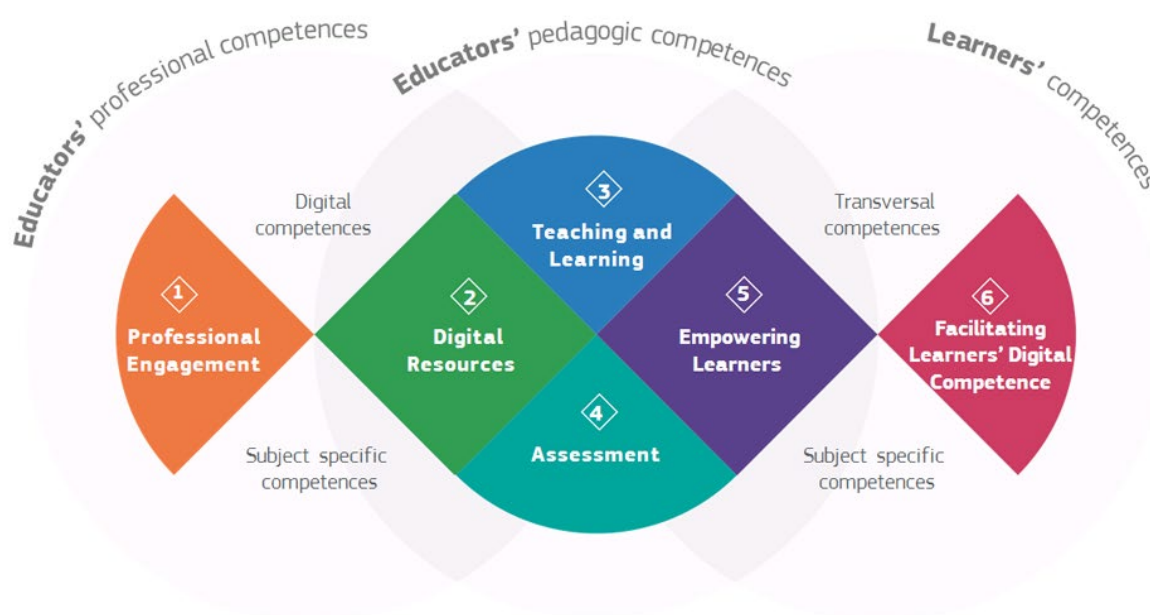 Educators' professional competences
Educators' pedagogic competences
Learners' competences
Digital
competences
Transversal
competences
3
Teaching and
Learning
1
Professional
Engagement
2
Digital
Resources
5
Empowering
Learners
6
Facilitating
Learners' Digital
Competence
4
Assessment
Subject specific
competences
Subject specific
competences